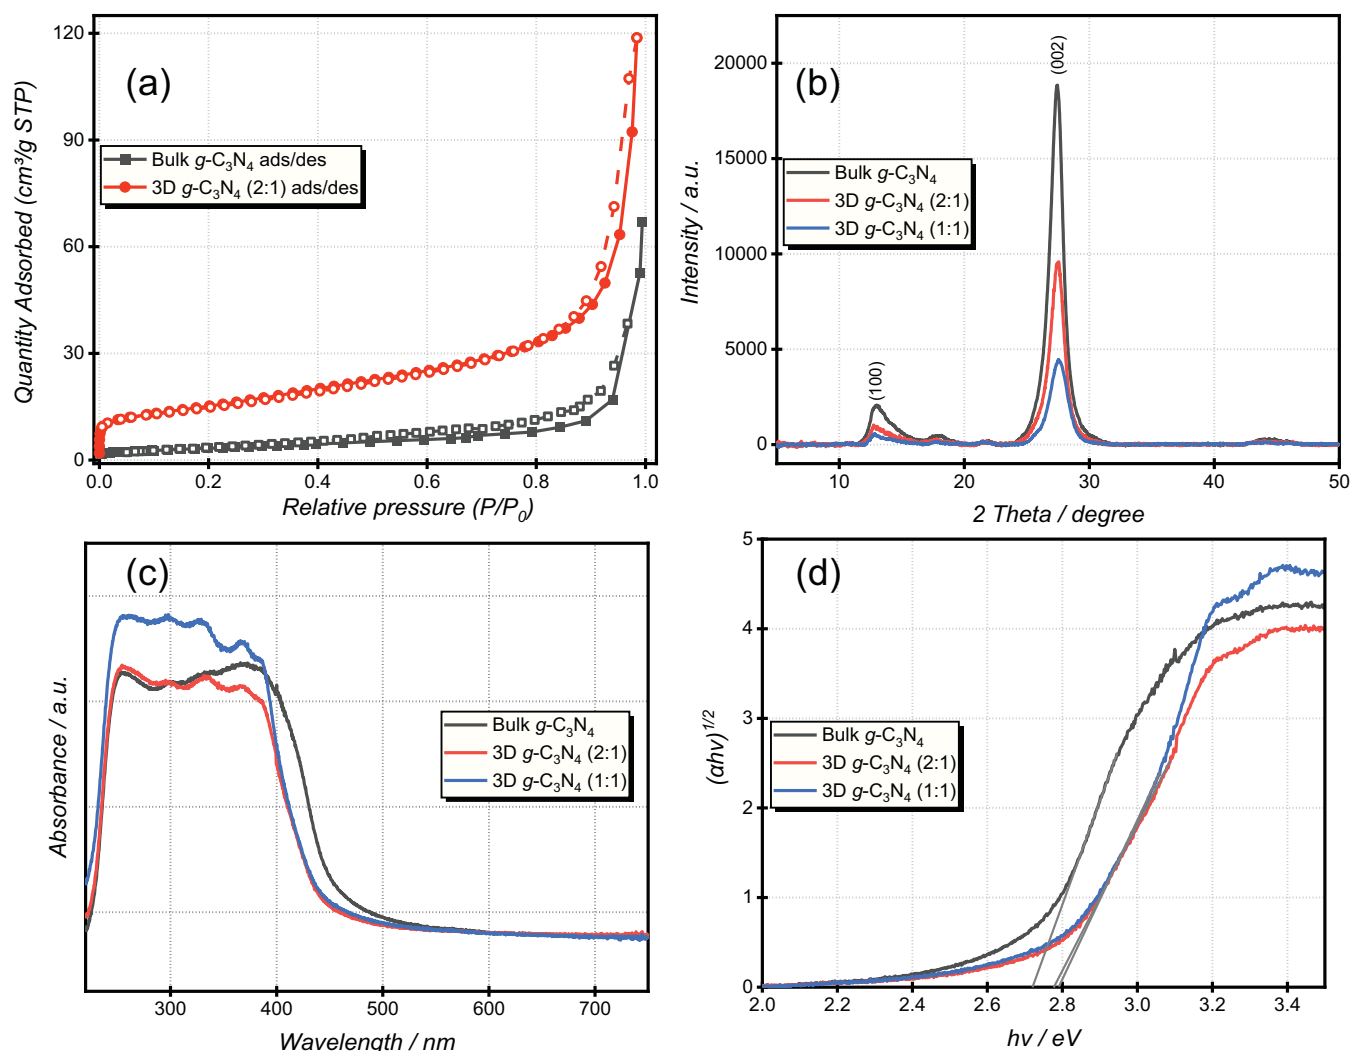 (a)
Quantity Adsorbed (cm³/g STP)
120
90
60
30
0
Bulk g-C₃N₄ ads/des
3D g-C₃N₄ (2:1) ads/des
0.0 0.2 0.4 0.6 0.8 1.0
Relative pressure (P/P₀)
(b)
Intensity / a.u.
20000
15000
10000
5000
0
(002)
(100)
Bulk g-C₃N₄
3D g-C₃N₄ (2:1)
3D g-C₃N₄ (1:1)
10 20 30 40 50
2 Theta / degree
(c)
Absorbance / a.u.
Bulk g-C₃N₄
3D g-C₃N₄ (2:1)
3D g-C₃N₄ (1:1)
300 400 500 600 700
Wavelength / nm
(d)
(αhν)¹/²
5
4
3
2
1
0
Bulk g-C₃N₄
3D g-C₃N₄ (2:1)
3D g-C₃N₄ (1:1)
2.0 2.2 2.4 2.6 2.8 3.0 3.2 3.4
hν / eV